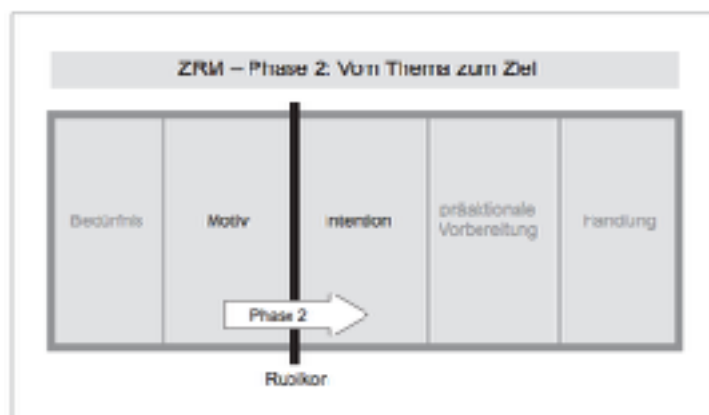 ZRM – Phase 2: Vom Thema zum Ziel
Bedürfnis
Motiv
Intention
präaktionale
Vorbereitung
Handlung
Phase 2
Rubikon